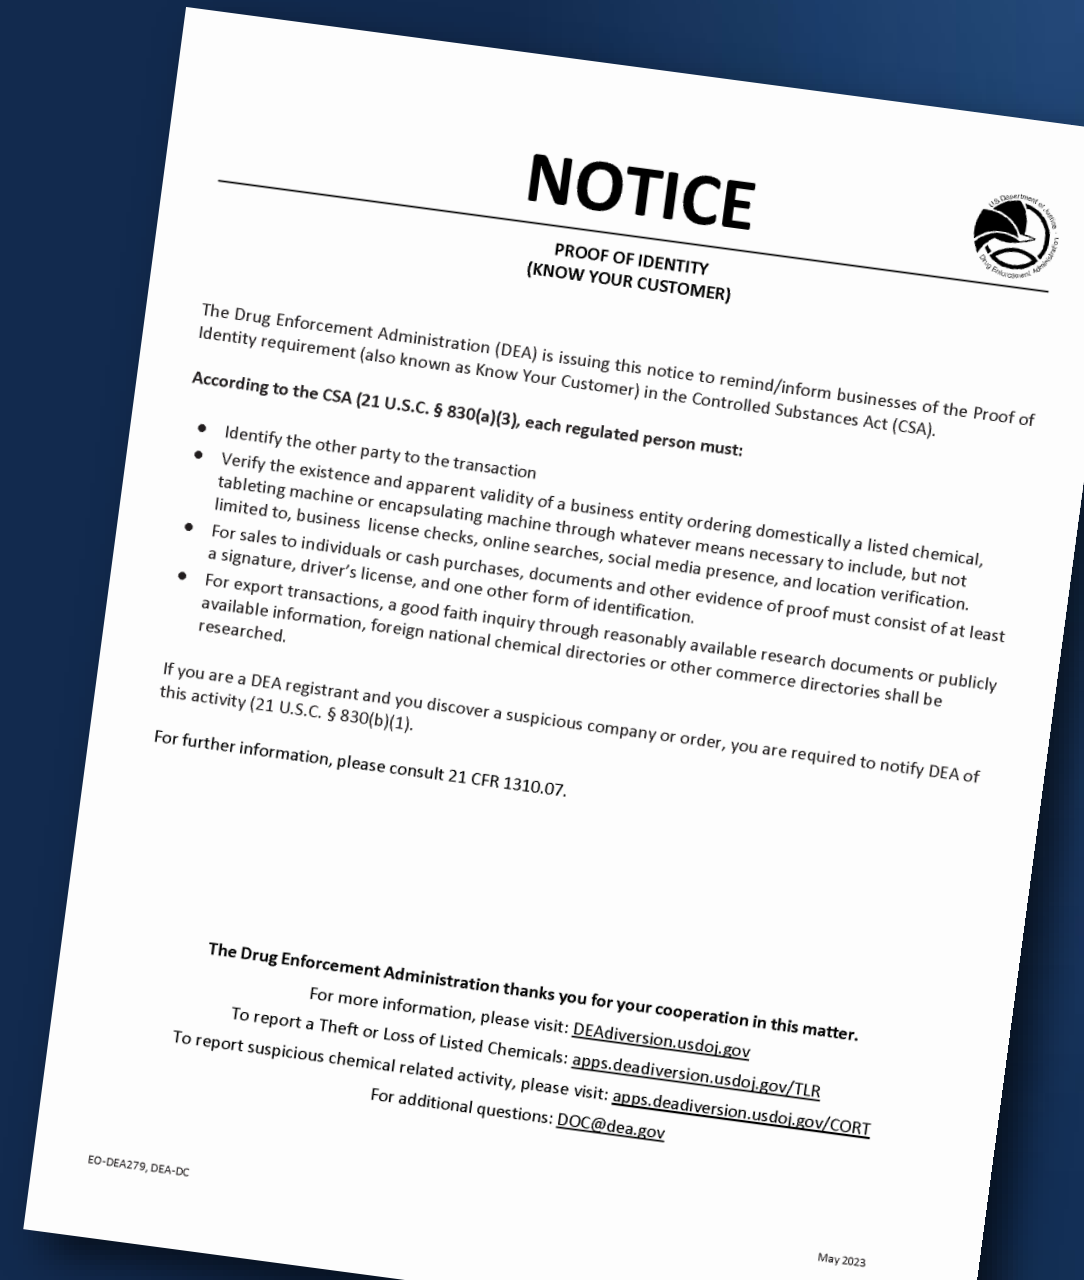 NOTICE
U.S. Department of Justice
Drug Enforcement Administration
PROOF OF IDENTITY
(KNOW YOUR CUSTOMER)
The Drug Enforcement Administration (DEA) is issuing this notice to remind/inform businesses of the Proof of
Identity requirement (also known as Know Your Customer) in the Controlled Substances Act (CSA).
According to the CSA (21 U.S.C. § 830(a)(3), each regulated person must:
● Identify the other party to the transaction
● Verify the existence and apparent validity of a business entity ordering domestically a listed chemical,
tableting machine or encapsulating machine through whatever means necessary to include, but not
limited to, business license checks, online searches, social media presence, and location verification.
● For sales to individuals or cash purchases, documents and other evidence of proof must consist of at least
a signature, driver’s license, and one other form of identification.
● For export transactions, a good faith inquiry through reasonably available research documents or publicly
available information, foreign national chemical directories or other commerce directories shall be
researched.
If you are a DEA registrant and you discover a suspicious company or order, you are required to notify DEA of
this activity (21 U.S.C. § 830(b)(1).
For further information, please consult 21 CFR 1310.07.
The Drug Enforcement Administration thanks you for your cooperation in this matter.
For more information, please visit: DEAdiversion.usdoj.gov
To report a Theft or Loss of Listed Chemicals: apps.deadiversion.usdoj.gov/TLR
To report suspicious chemical related activity, please visit: apps.deadiversion.usdoj.gov/CORT
For additional questions: DOC@dea.gov
EO-DEA279, DEA-DC
May 2023